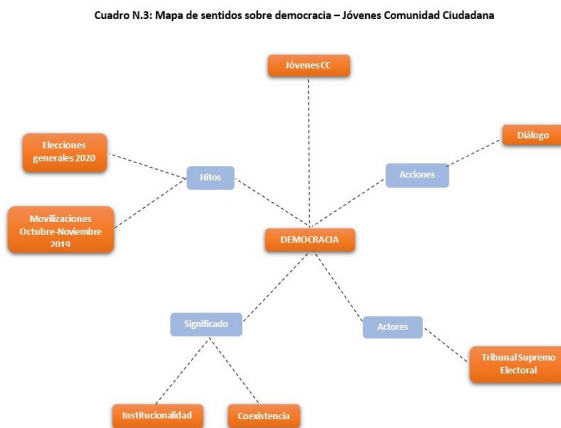 Cuadro N.3: Mapa de sentidos sobre democracia – Jóvenes Comunidad Ciudadana
Jóvenes CC
Elecciones
generales 2020
Diálogo
Hitos
Acciones
Movilizaciones
Octubre-Noviembre
2019
DEMOCRACIA
Significado
Actores
Tribunal Supremo
Electoral
Institucionalidad
Coexistencia